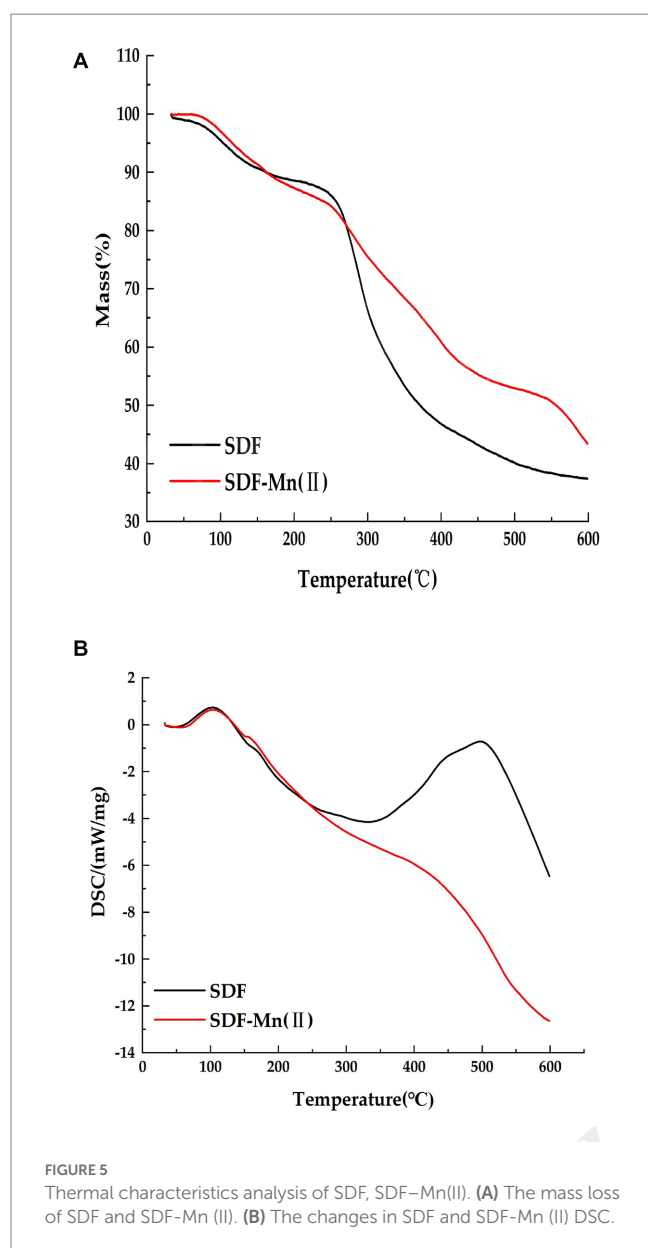 A
110
100
90
80
70
60
50
40
30
Mass(%)
SDF
SDF-Mn(Ⅱ)
0 100 200 300 400 500 600
Temperature(℃)
B
2
0
-2
-4
-6
-8
-10
-12
-14
DSC/(mW/mg)
SDF
SDF-Mn(Ⅱ)
0 100 200 300 400 500 600
Temperature(℃)
FIGURE 5
Thermal characteristics analysis of SDF, SDF–Mn(II). (A) The mass loss
of SDF and SDF-Mn (II). (B) The changes in SDF and SDF-Mn (II) DSC.